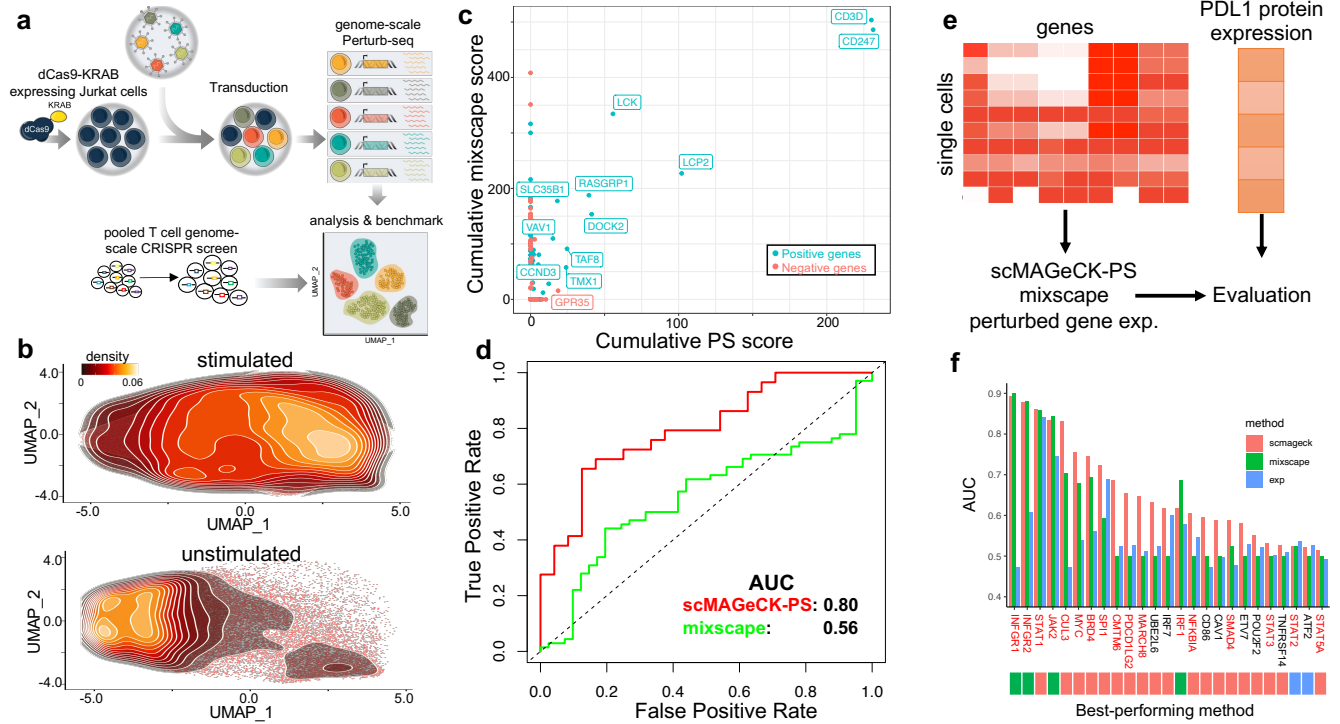 a
dCas9-KRAB
expressing Jurkat cells
KRAB
dCas9
Transduction
genome-scale
Perturb-seq
pooled T cell genome-
scale CRISPR screen
analysis & benchmark
UMAP_2
UMAP_1
b
density
0
0.06
stimulated
4.0
0.0
-4.0
UMAP_2
-5.0
0.0
5.0
UMAP_1
unstimulated
4.0
0.0
-4.0
UMAP_2
-5.0
0.0
5.0
UMAP_1
c
Cumulative mixscape score
400
200
0
CD3D
CD247
LCK
LCP2
SLC35B1
RASGRP1
DOCK2
VAV1
TAF8
CCND3
TMX1
GPR35
Positive genes
Negative genes
0
100
200
Cumulative PS score
d
True Positive Rate
1.0
0.8
0.6
0.4
0.2
0.0
AUC
scMAGeCK-PS: 0.80
mixscape: 0.56
0.0
0.2
0.4
0.6
0.8
1.0
False Positive Rate
e
genes
PDL1 protein
expression
single cells
scMAGeCK-PS
mixscape
perturbed gene exp.
Evaluation
f
AUC
0.9
0.8
0.7
0.6
0.5
0.4
method
scmageck
mixscape
exp
INFGR1
INFGR2
STAT1
JAK2
CUL3
MYC
BRD4
SPI1
CMTM6
PDCD1LG2
MARCH8
UBE2L6
IRF7
IRF1
NFKBIA
CD86
CAV1
SMAD4
ETV7
POU2F2
STAT3
TNFRSF14
STAT2
ATF2
STAT5A
Best-performing method